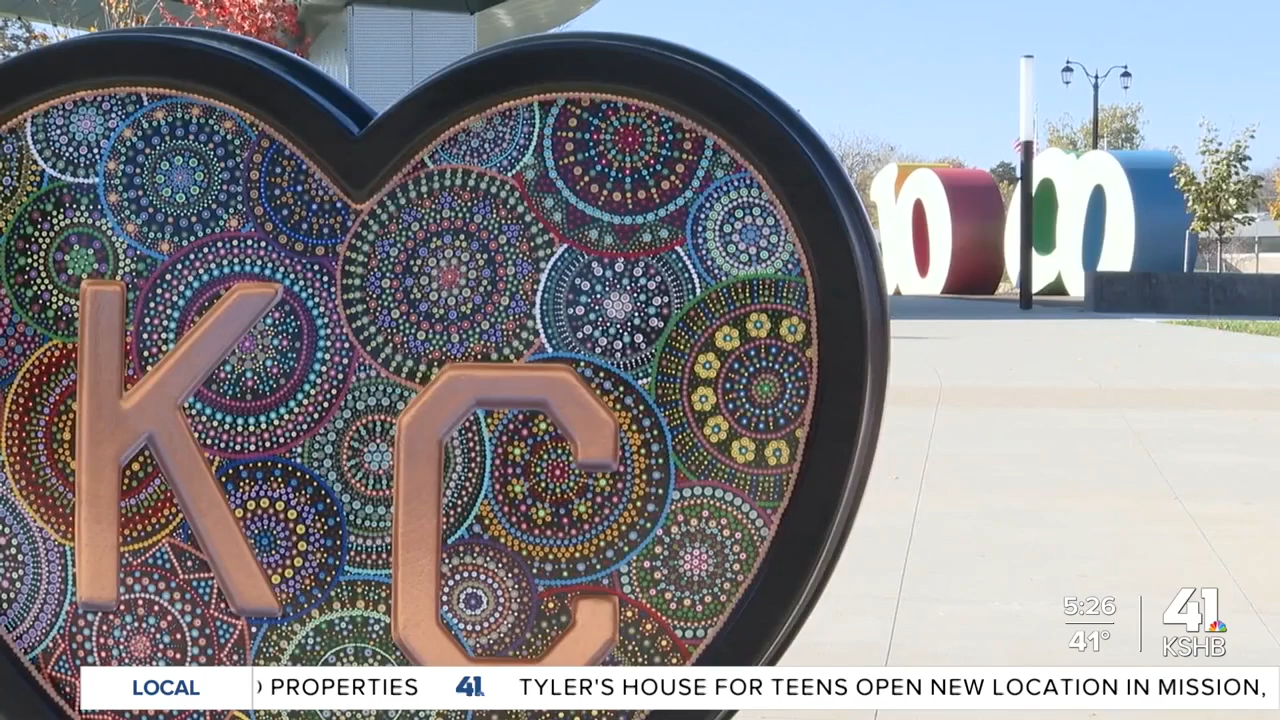 KC
5:26
41°
41
KSHB
LOCAL
PROPERTIES 41 TYLER'S HOUSE FOR TEENS OPEN NEW LOCATION IN MISSION,